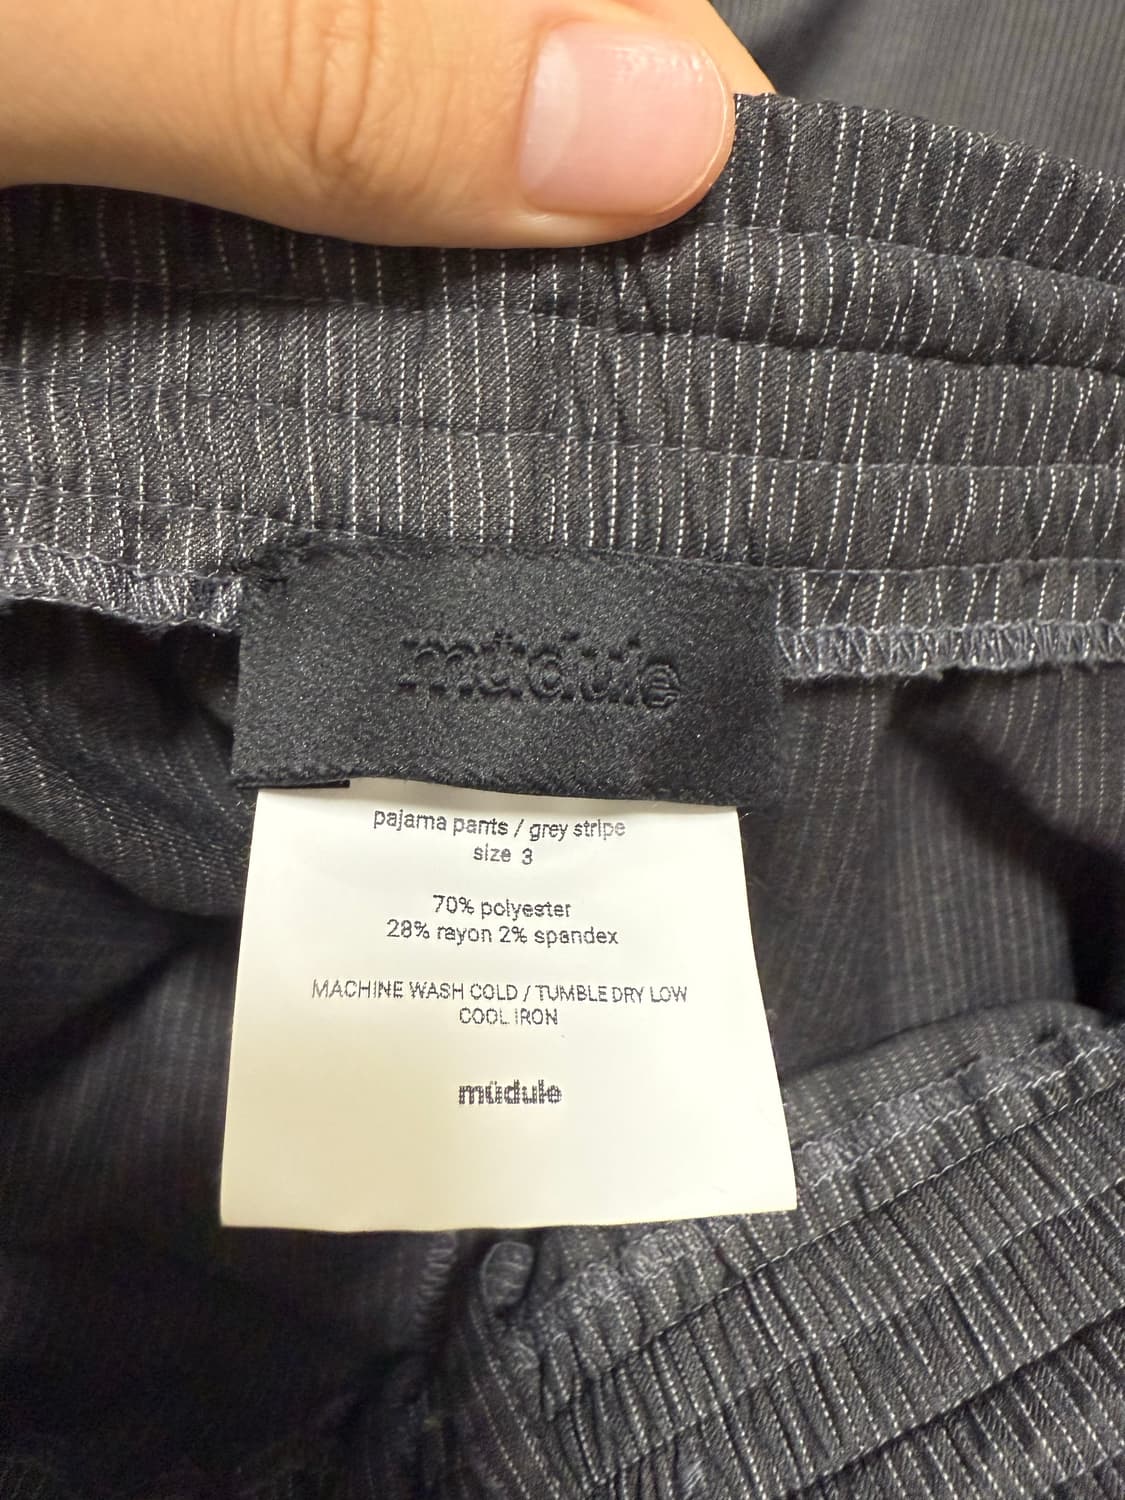 müdule
pajama pants / grey stripe
size 3
70% polyester
28% rayon 2% spandex
MACHINE WASH COLD / TUMBLE DRY LOW
COOL IRON
müdule